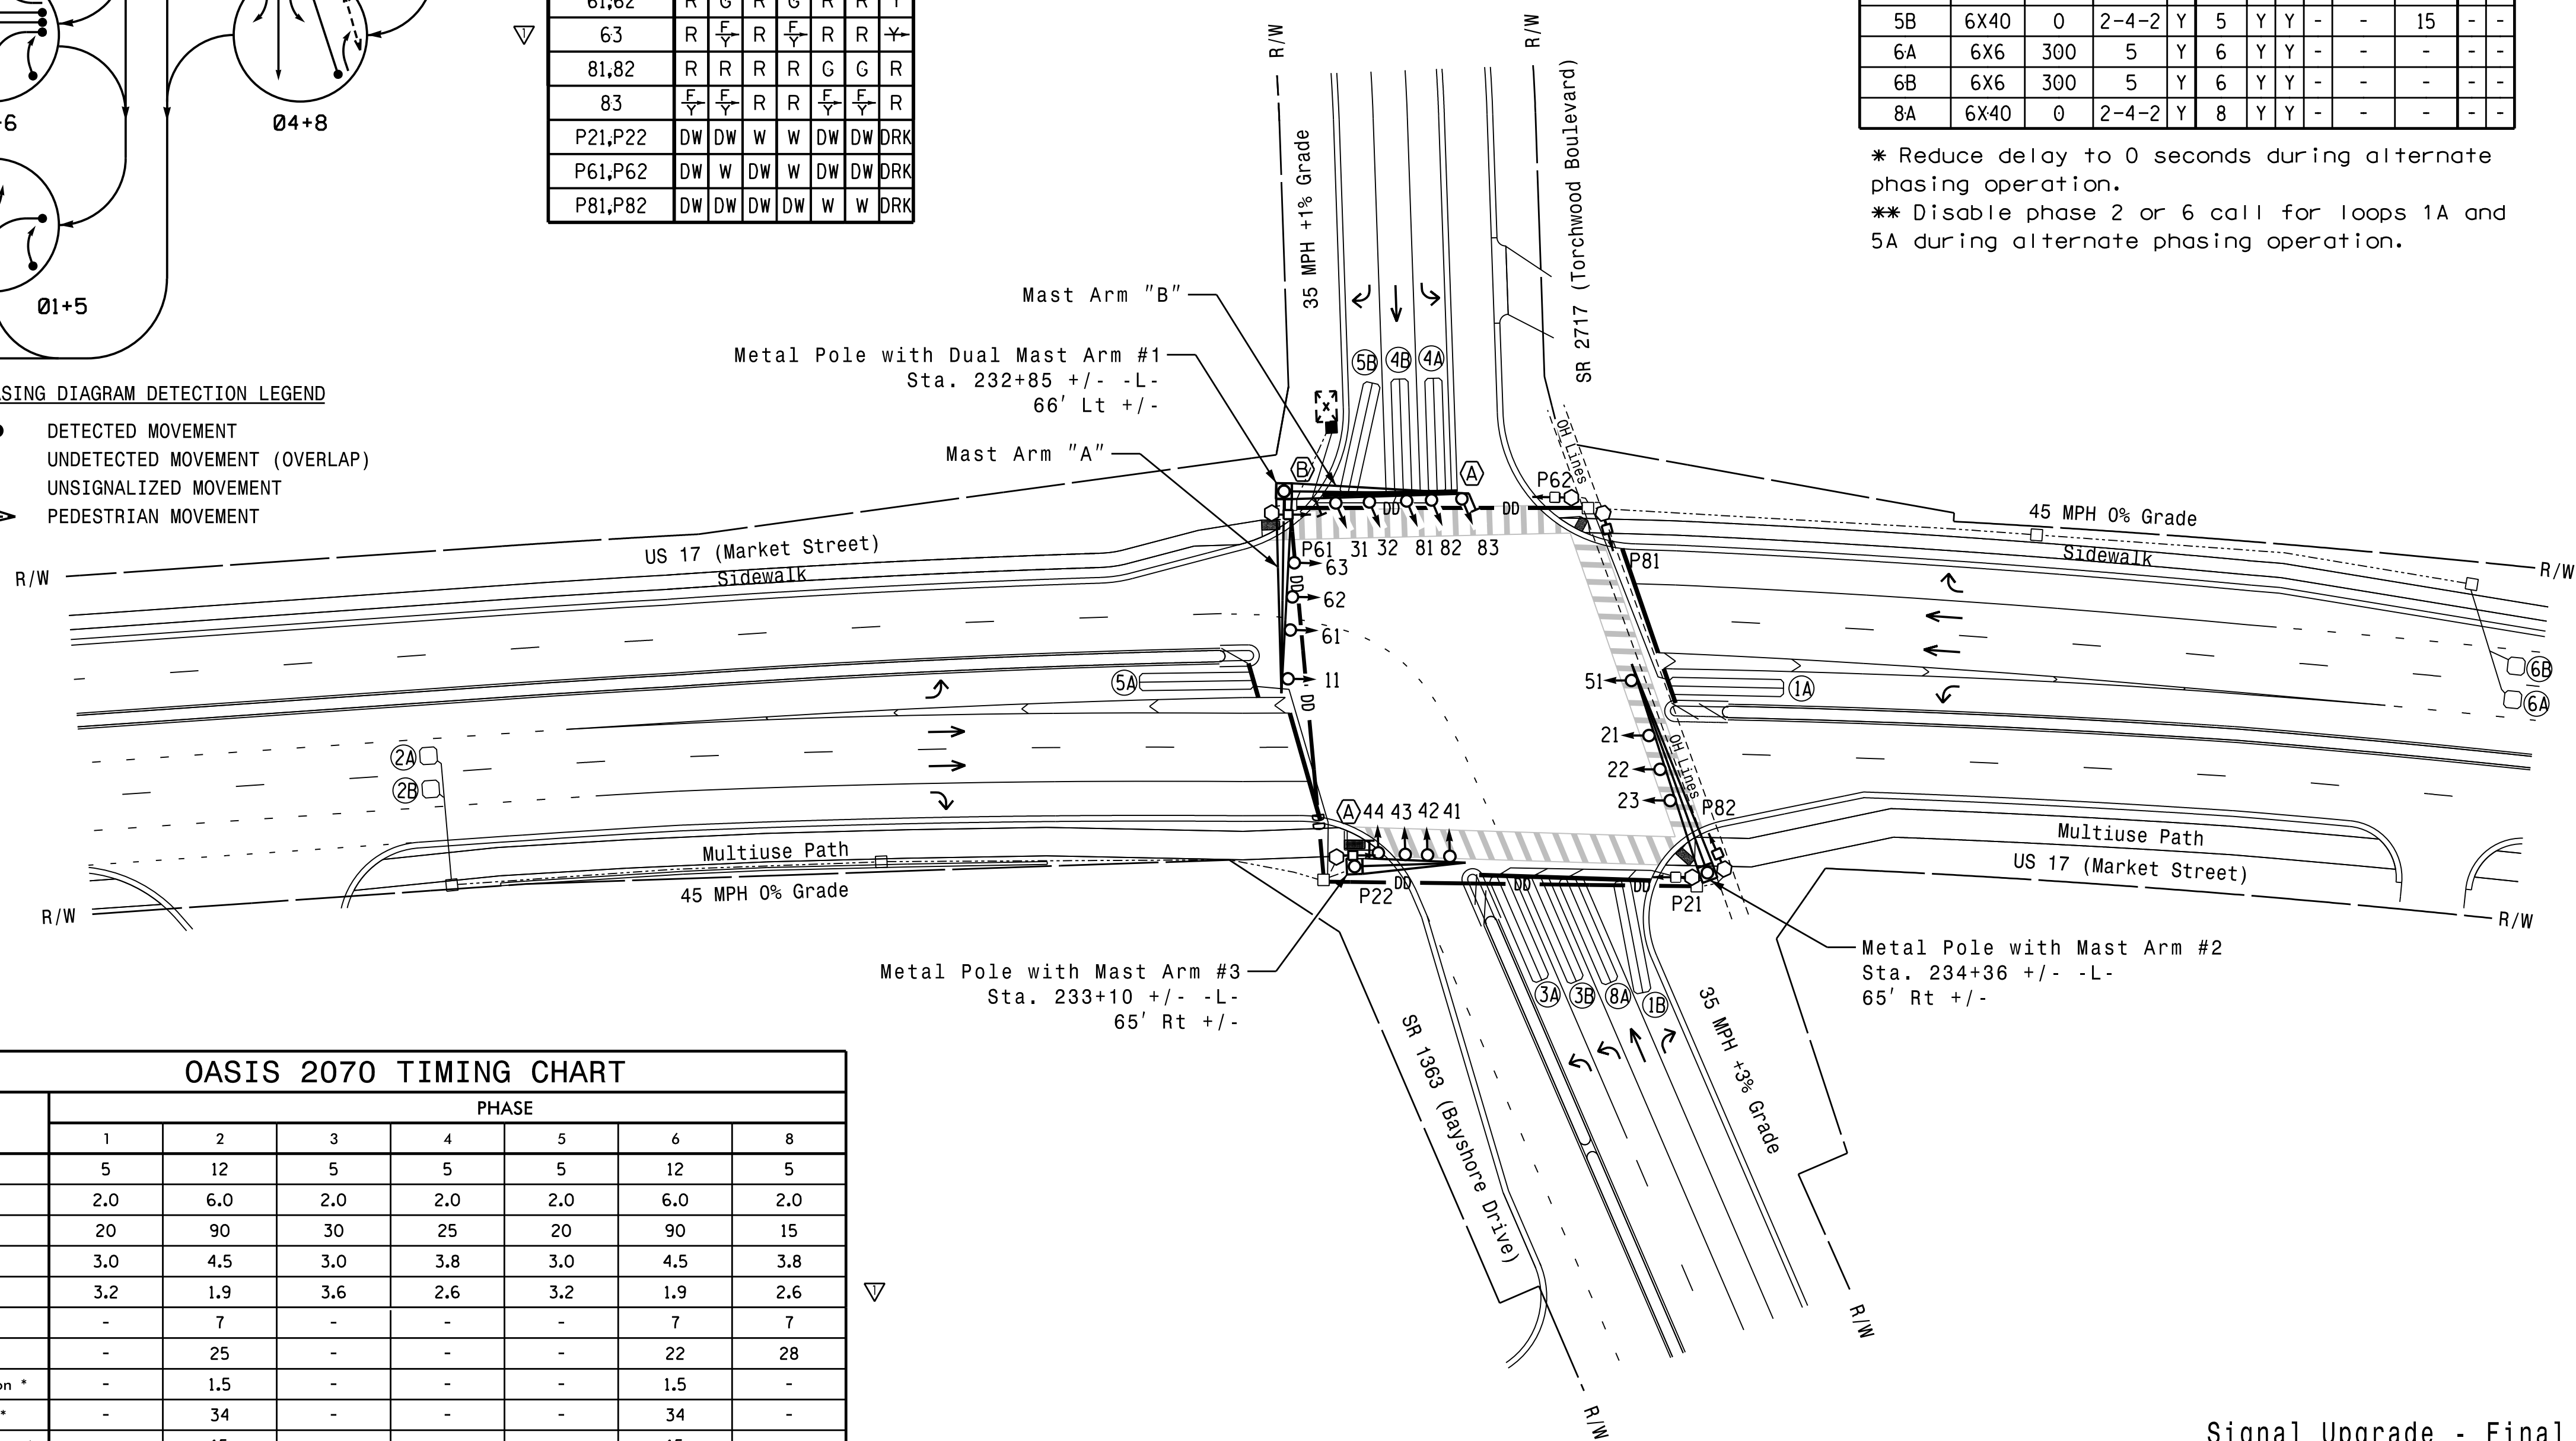 61,62 R G R G R R Y
63 R F/Y R F/Y R R Y
81,82 R R R R G G R
83 F/Y F/Y R R F/Y F/Y R
P21,P22 DW DW W W DW DW DRK
P61,P62 DW W DW W DW DW DRK
P81,P82 DW DW DW DW W W DRK
1
5B 6X40 0 2-4-2 Y 5 Y Y - - 15 - -
6A 6X6 300 5 Y 6 Y Y - - - - -
6B 6X6 300 5 Y 6 Y Y - - - - -
8A 6X40 0 2-4-2 Y 8 Y Y - - - - -
* Reduce delay to 0 seconds during alternate
phasing operation.
** Disable phase 2 or 6 call for loops 1A and
5A during alternate phasing operation.
Ø4+8
Ø1+5
R/W
R/W
35 MPH +1% Grade
SR 2717 (Torchwood Boulevard)
Mast Arm "B"
Metal Pole with Dual Mast Arm #1
Sta. 232+85 +/- -L-
66' Lt +/-
Mast Arm "A"
DETECTED MOVEMENT
UNDETECTED MOVEMENT (OVERLAP)
UNSIGNALIZED MOVEMENT
PEDESTRIAN MOVEMENT
5B 4B 4A
OH Lines
B
A
P62
DD
DD
P61 31 32 81 82 83
P81
63
62
61
11
DD
DD
R/W
US 17 (Market Street)
Sidewalk
45 MPH 0% Grade
Sidewalk
R/W
6B
6A
5A
1A
51
21
22
23
OH Lines
P82
2A
2B
A 44 43 42 41
DD
Multiuse Path
45 MPH 0% Grade
R/W
P22
DD
DD
DD
P21
Multiuse Path
US 17 (Market Street)
R/W
Metal Pole with Mast Arm #3
Sta. 233+10 +/- -L-
65' Rt +/-
Metal Pole with Mast Arm #2
Sta. 234+36 +/- -L-
65' Rt +/-
3A 3B 8A 1B
SR 1363 (Bayshore Drive)
35 MPH +3% Grade
R/W
R/W
OASIS 2070 TIMING CHART
PHASE
1 2 3 4 5 6 8
5 12 5 5 5 12 5
2.0 6.0 2.0 2.0 2.0 6.0 2.0
20 90 30 25 20 90 15
3.0 4.5 3.0 3.8 3.0 4.5 3.8
3.2 1.9 3.6 2.6 3.2 1.9 2.6
1
- 7 - - - 7 7
- 25 - - - 22 28
- 1.5 - - - 1.5 -
- 34 - - - 34 -
Signal Upgrade - Final